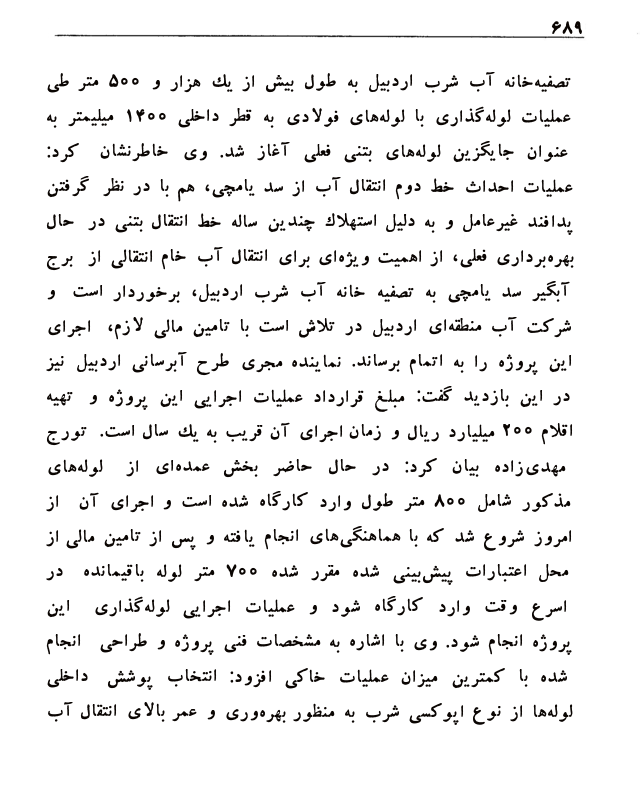 ۶۸۹
تصفیه‌خانه آب شرب اردبیل به طول بیش از یك هزار و ۵۰۰ متر طی
عملیات لوله‌گذاری با لوله‌های فولادی به قطر داخلی ۱۴۰۰ میلیمتر به
عنوان جایگزین لوله‌های بتنی فعلی آغاز شد. وی خاطرنشان کرد:
عملیات احداث خط دوم انتقال آب از سد یامچی، هم با در نظر گرفتن
پدافند غیرعامل و به دلیل استهلاك چندین ساله خط انتقال بتنی در حال
بهره‌برداری فعلی، از اهمیت ویژه‌ای برای انتقال آب خام انتقالی از برج
آبگیر سد یامچی به تصفیه خانه آب شرب اردبیل، برخوردار است و
شرکت آب منطقه‌ای اردبیل در تلاش است با تامین مالی لازم، اجرای
این پروژه را به اتمام برساند. نماینده مجری طرح آبرسانی اردبیل نیز
در این بازدید گفت: مبلغ قرارداد عملیات اجرایی این پروژه و تهیه
اقلام ۲۰۰ میلیارد ریال و زمان اجرای آن قریب به یك سال است. تورج
مهدی‌زاده بیان کرد: در حال حاضر بخش عمده‌ای از لوله‌های
مذکور شامل ۸۰۰ متر طول وارد کارگاه شده است و اجرای آن از
امروز شروع شد که با هماهنگی‌های انجام یافته و پس از تامین مالی از
محل اعتبارات پیش‌بینی شده مقرر شده ۷۰۰ متر لوله باقیمانده در
اسرع وقت وارد کارگاه شود و عملیات اجرایی لوله‌گذاری این
پروژه انجام شود. وی با اشاره به مشخصات فنی پروژه و طراحی انجام
شده با کمترین میزان عملیات خاکی افزود: انتخاب پوشش داخلی
لوله‌ها از نوع اپوکسی شرب به منظور بهره‌وری و عمر بالای انتقال آب